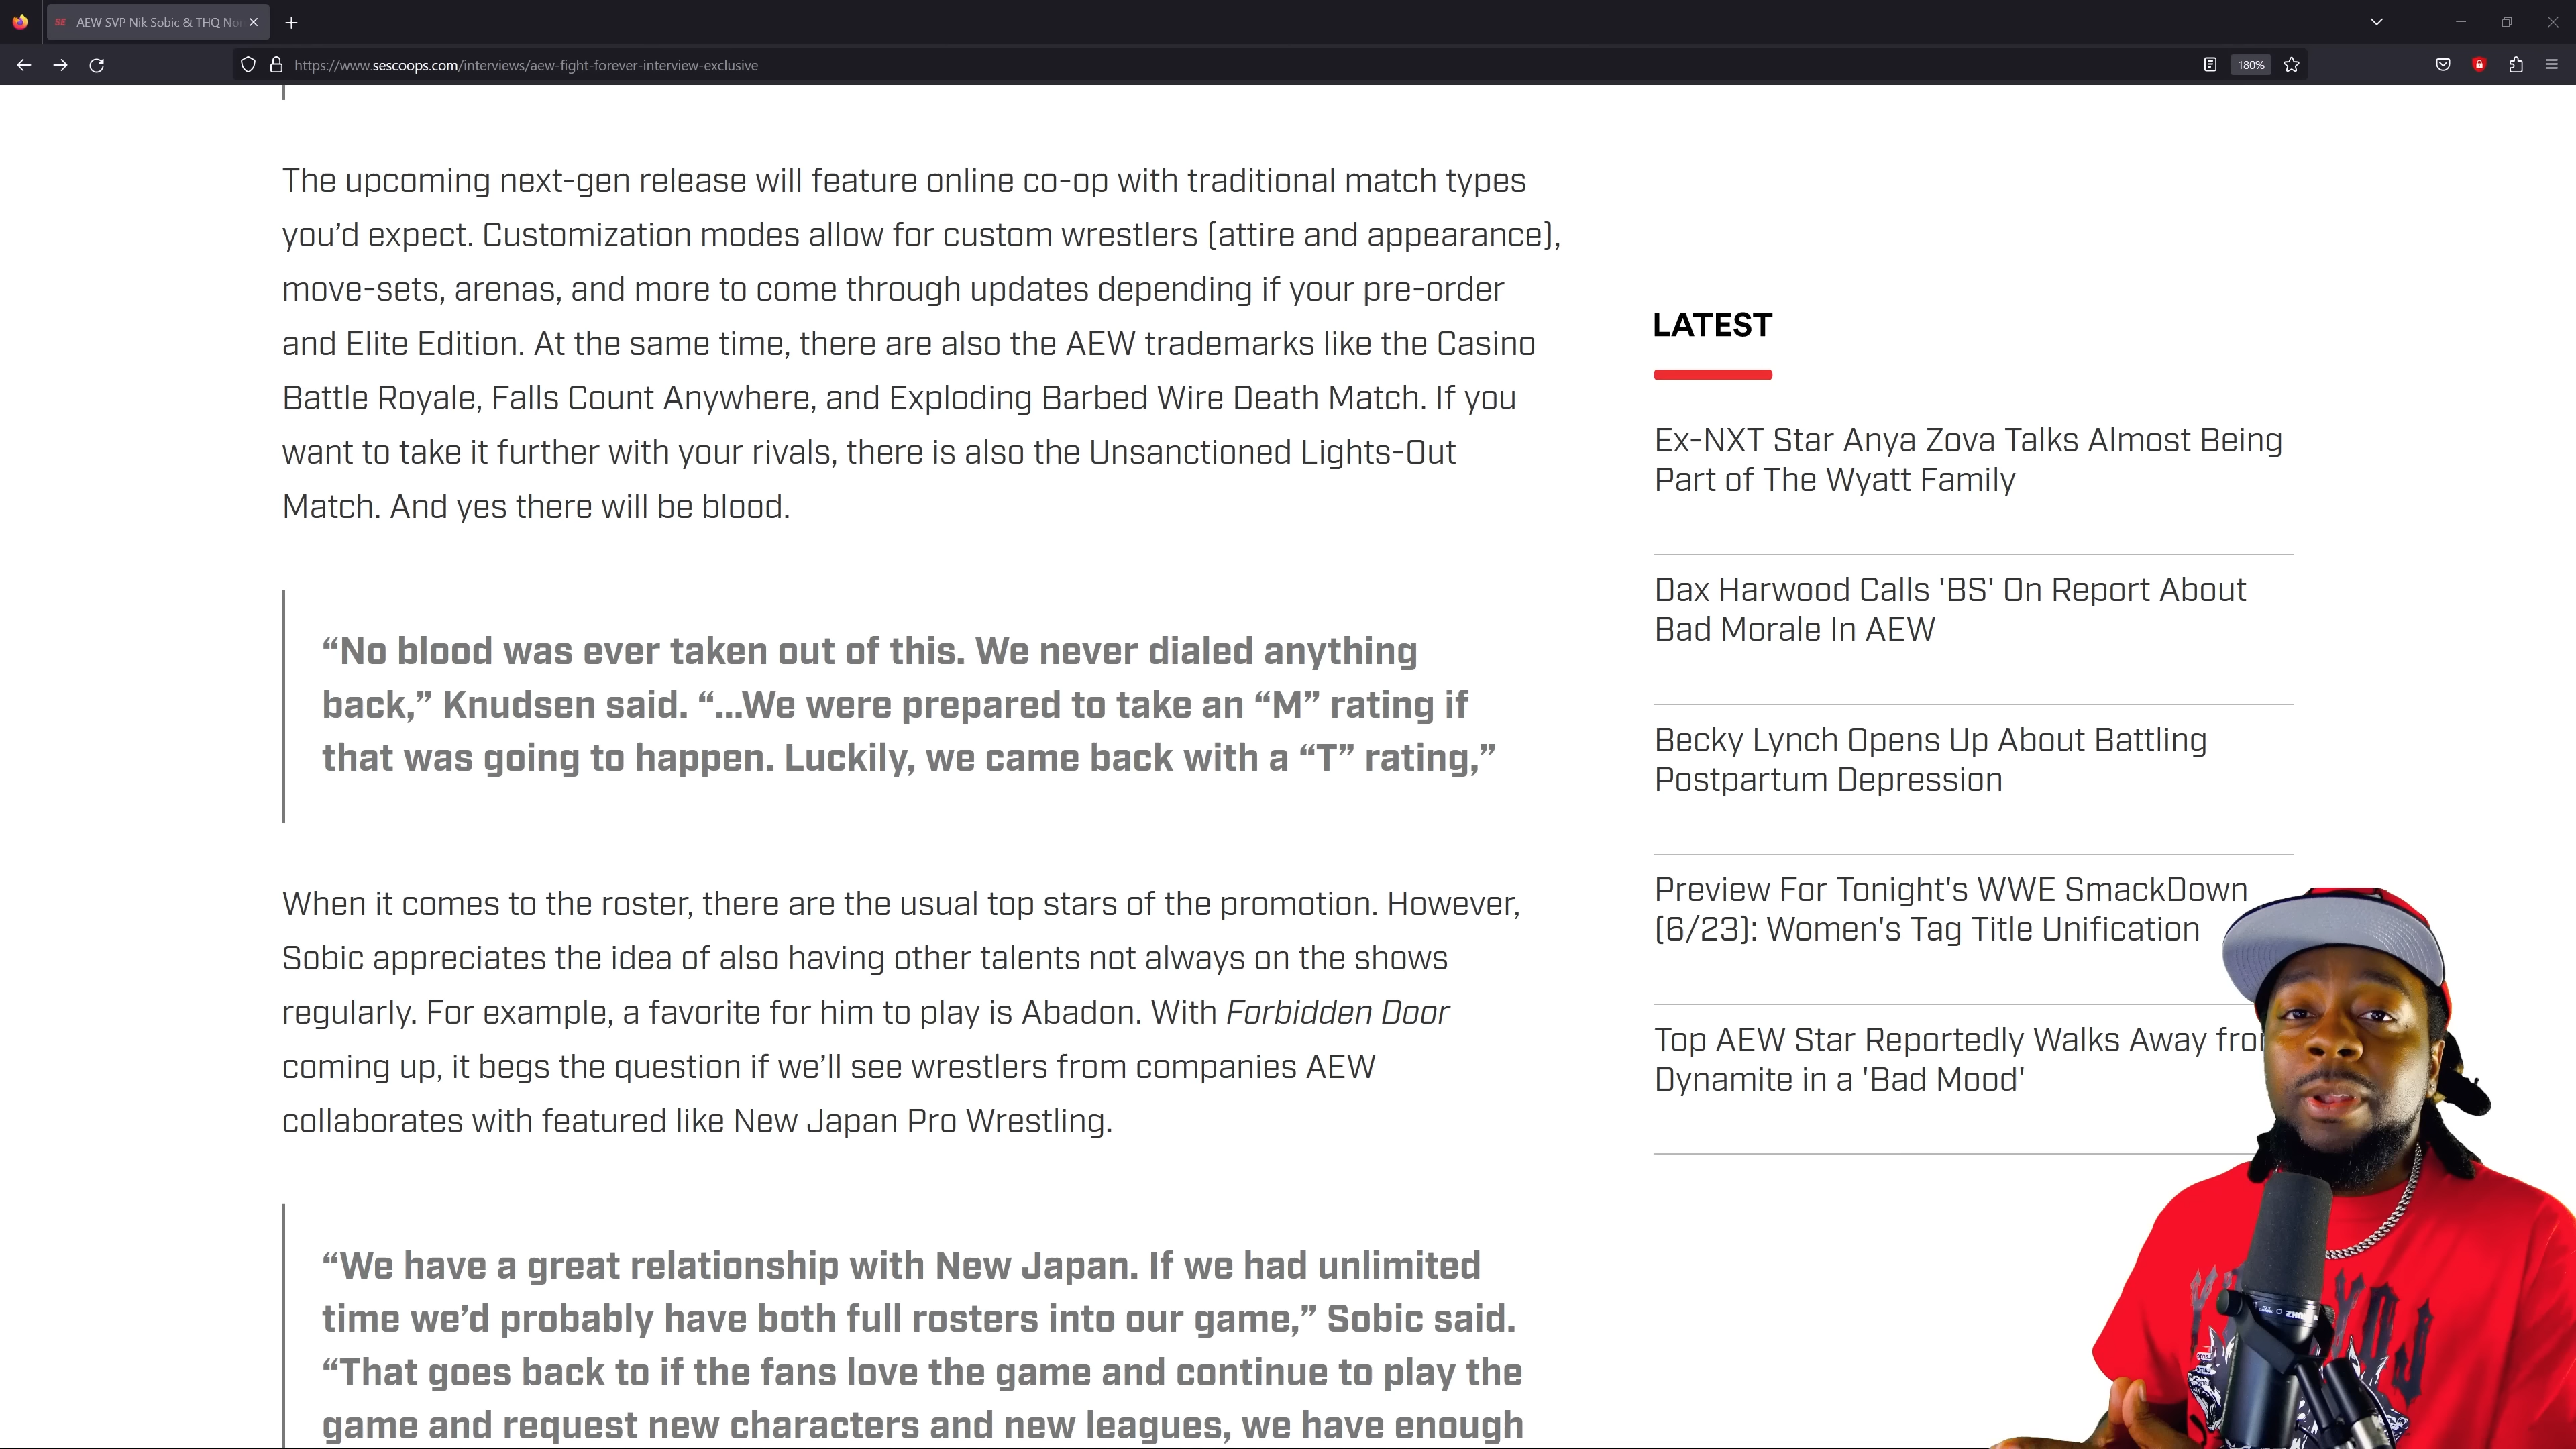 SE AEW SVP Nik Sobic & THQ Nor
https://www.sescoops.com/interviews/aew-fight-forever-interview-exclusive
180%
The upcoming next-gen release will feature online co-op with traditional match types
you’d expect. Customization modes allow for custom wrestlers (attire and appearance),
move-sets, arenas, and more to come through updates depending if your pre-order
and Elite Edition. At the same time, there are also the AEW trademarks like the Casino
Battle Royale, Falls Count Anywhere, and Exploding Barbed Wire Death Match. If you
want to take it further with your rivals, there is also the Unsanctioned Lights-Out
Match. And yes there will be blood.
“No blood was ever taken out of this. We never dialed anything
back,” Knudsen said. “…We were prepared to take an “M” rating if
that was going to happen. Luckily, we came back with a “T” rating,”
When it comes to the roster, there are the usual top stars of the promotion. However,
Sobic appreciates the idea of also having other talents not always on the shows
regularly. For example, a favorite for him to play is Abadon. With Forbidden Door
coming up, it begs the question if we’ll see wrestlers from companies AEW
collaborates with featured like New Japan Pro Wrestling.
“We have a great relationship with New Japan. If we had unlimited
time we’d probably have both full rosters into our game,” Sobic said.
“That goes back to if the fans love the game and continue to play the
game and request new characters and new leagues, we have enough
LATEST
Ex-NXT Star Anya Zova Talks Almost Being
Part of The Wyatt Family
Dax Harwood Calls 'BS' On Report About
Bad Morale In AEW
Becky Lynch Opens Up About Battling
Postpartum Depression
Preview For Tonight's WWE SmackDown
(6/23): Women's Tag Title Unification
Top AEW Star Reportedly Walks Away from
Dynamite in a 'Bad Mood'